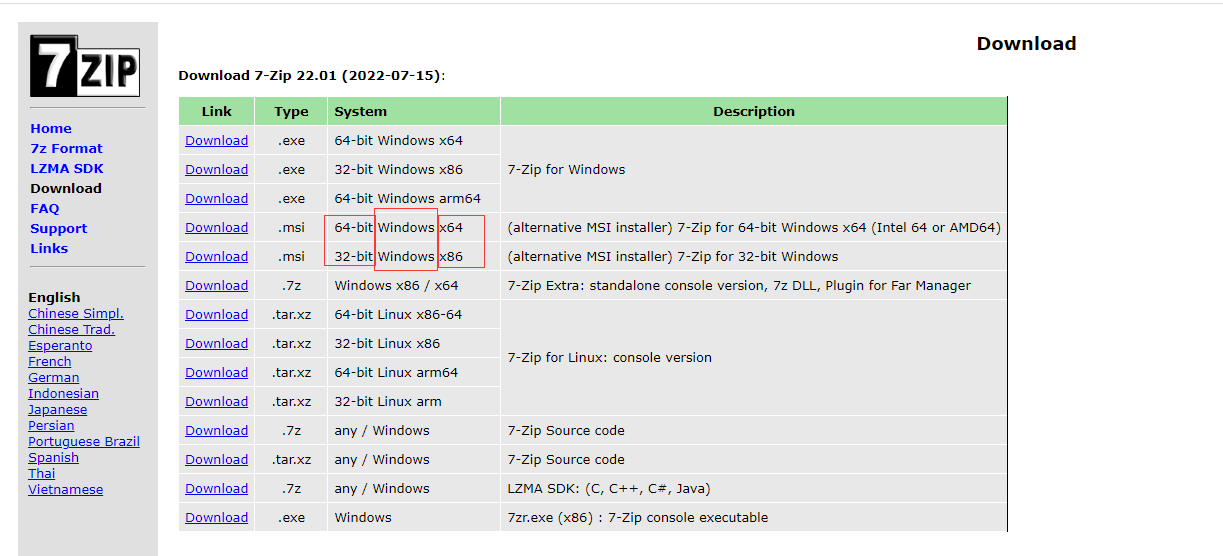 7 ZIP
Home
7z Format
LZMA SDK
Download
FAQ
Support
Links
English
Chinese Simpl.
Chinese Trad.
Esperanto
French
German
Indonesian
Japanese
Persian
Portuguese Brazil
Spanish
Thai
Vietnamese
Download
Download 7-Zip 22.01 (2022-07-15):
Link Type System Description
Download .exe 64-bit Windows x64
Download .exe 32-bit Windows x86 7-Zip for Windows
Download .exe 64-bit Windows arm64
Download .msi 64-bit Windows x64 (alternative MSI installer) 7-Zip for 64-bit Windows x64 (Intel 64 or AMD64)
Download .msi 32-bit Windows x86 (alternative MSI installer) 7-Zip for 32-bit Windows
Download .7z Windows x86 / x64 7-Zip Extra: standalone console version, 7z DLL, Plugin for Far Manager
Download .tar.xz 64-bit Linux x86-64
Download .tar.xz 32-bit Linux x86
7-Zip for Linux: console version
Download .tar.xz 64-bit Linux arm64
Download .tar.xz 32-bit Linux arm
Download .7z any / Windows 7-Zip Source code
Download .tar.xz any / Windows 7-Zip Source code
Download .7z any / Windows LZMA SDK: (C, C++, C#, Java)
Download .exe Windows 7zr.exe (x86) : 7-Zip console executable